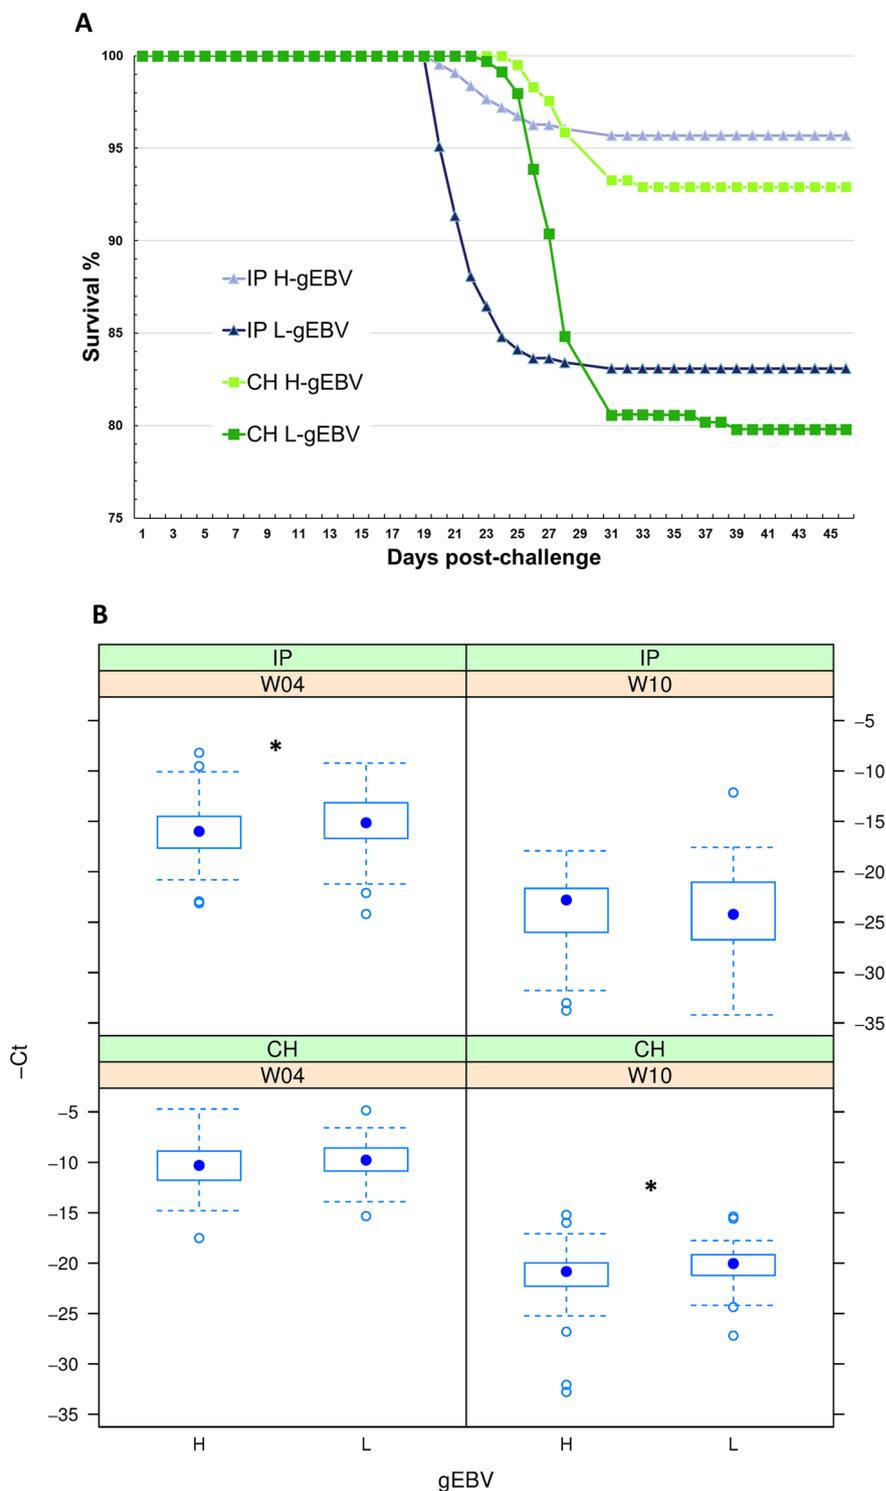 A
100
95
90
85
80
75
Survival %
IP H-gEBV
IP L-gEBV
CH H-gEBV
CH L-gEBV
1 3 5 7 9 11 13 15 17 19 21 23 25 27 29 31 33 35 37 39 41 43 45
Days post-challenge
B
IP IP
W04 W10
*
−5
−10
−15
−20
−25
−30
−35
−Ct
CH CH
W04 W10
*
−5
−10
−15
−20
−25
−30
−35
H L H L
gEBV